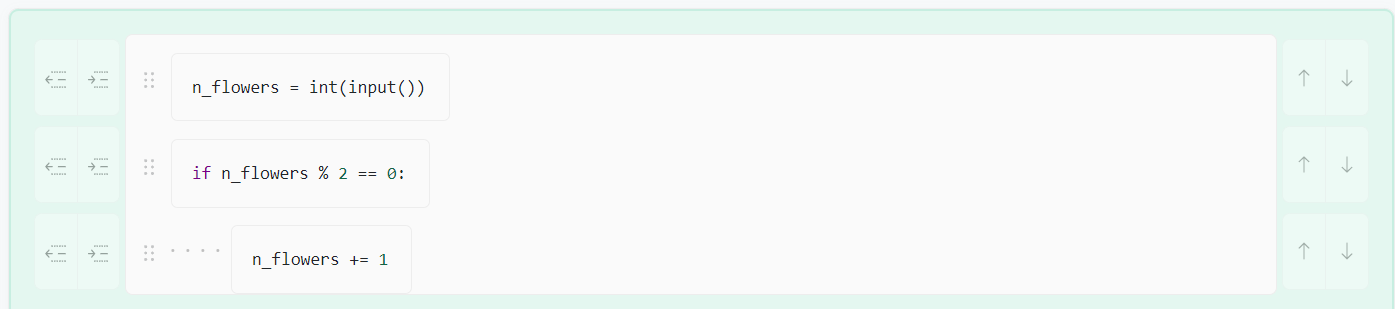 n_flowers = int(input())
if n_flowers % 2 == 0:
n_flowers += 1